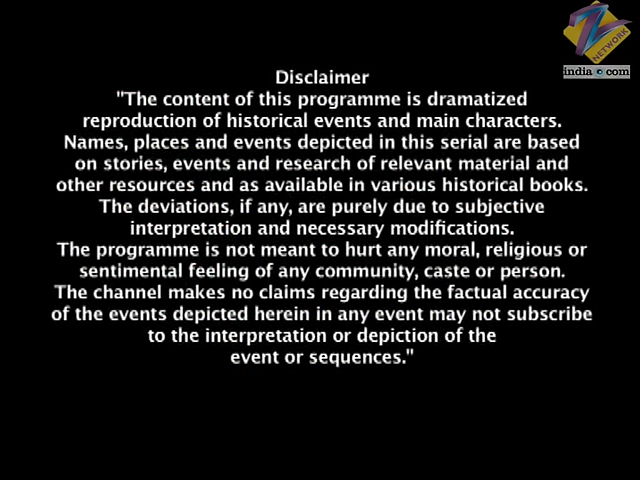 Z
NETWORK
india.com
Disclaimer
"The content of this programme is dramatized
reproduction of historical events and main characters.
Names, places and events depicted in this serial are based
on stories, events and research of relevant material and
other resources and as available in various historical books.
The deviations, if any, are purely due to subjective
interpretation and necessary modifications.
The programme is not meant to hurt any moral, religious or
sentimental feeling of any community, caste or person.
The channel makes no claims regarding the factual accuracy
of the events depicted herein in any event may not subscribe
to the interpretation or depiction of the
event or sequences."